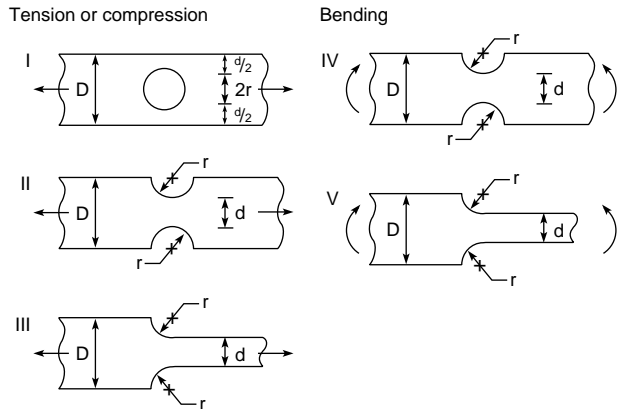 Tension or compression
I
D
d/2
2r
d/2
II
r
D
d
r
III
r
D
d
r
Bending
IV
r
D
d
r
V
r
D
d
r